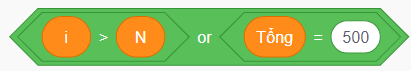 i > N or Tổng = 500